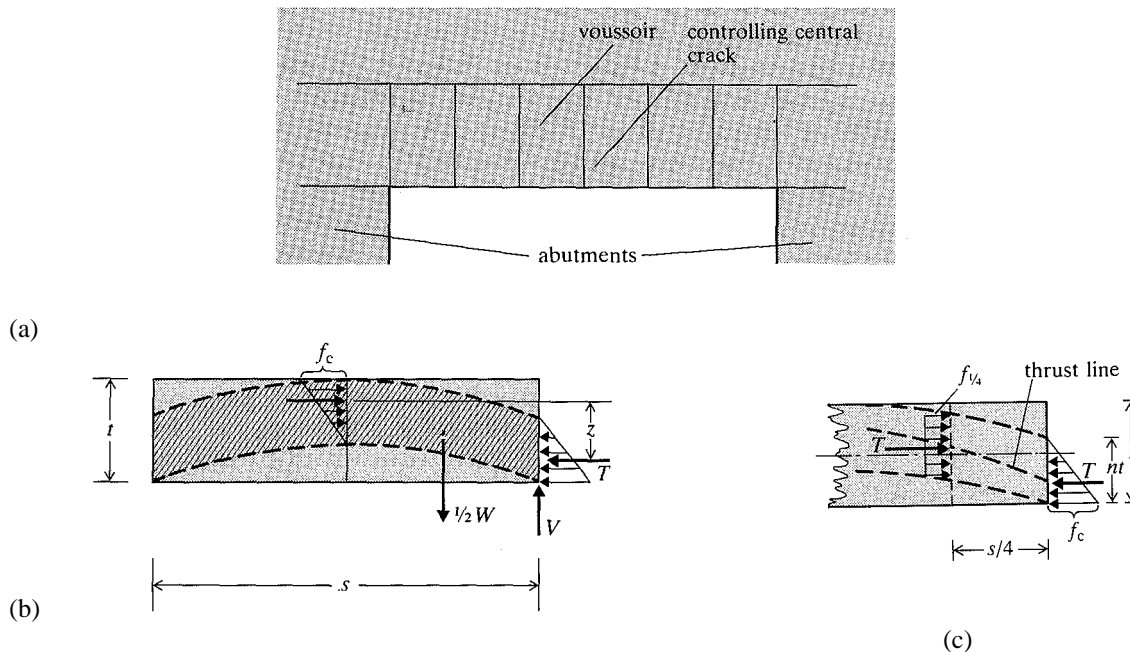 voussoir
controlling central
crack
abutments
(a)
f_c
t
z
T
½ W
V
.s
(b)
f_¼
thrust line
T
nt
T
f_c
s/4
(c)